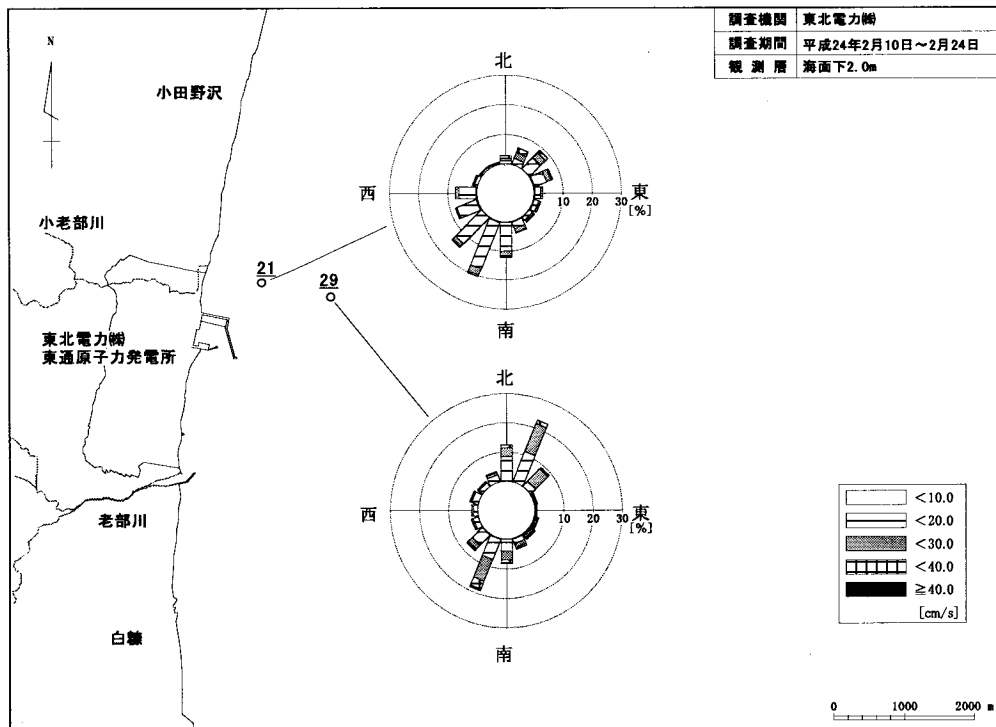 調査機関 東北電力㈱
調査期間 平成24年2月10日～2月24日
観測層 海面下2.0m
N
小田野沢
北
西
東
10 20 30
[%]
南
小老部川
21
29
東北電力㈱
東通原子力発電所
北
西
東
10 20 30
[%]
南
老部川
白糠
<10.0
<20.0
<30.0
<40.0
≧40.0
[cm/s]
0 1000 2000 m